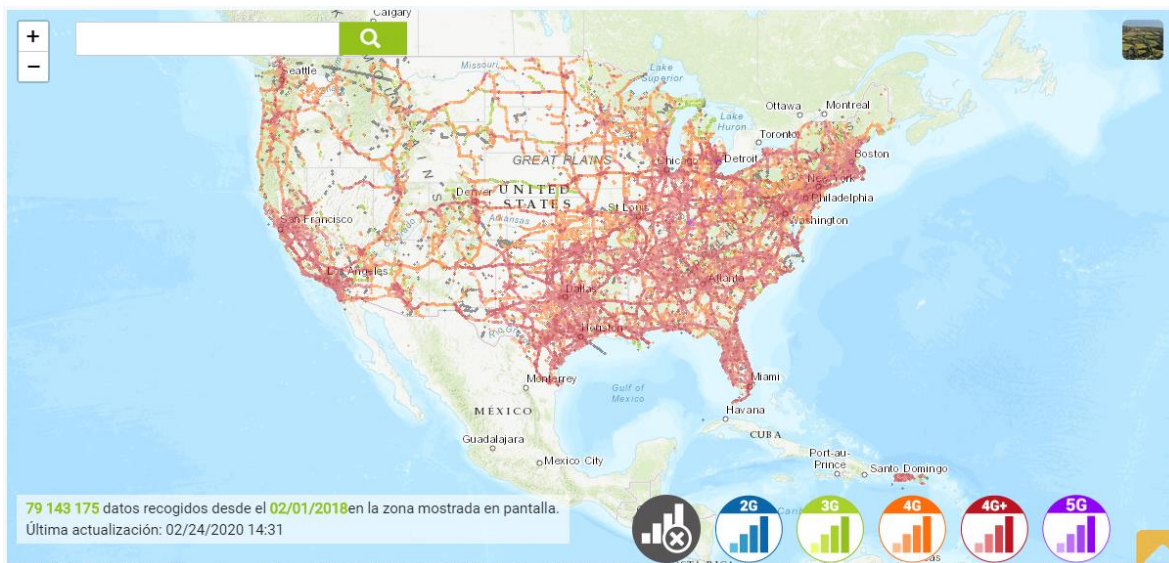 +
−
Calgary
Seattle
Missouri
Lake
Superior
Ottawa
Montreal
Lake
Huron
Toronto
Boston
Detroit
Chicago
GREAT PLAINS
New York
Philadelphia
Denver
UNITED
STATES
St Louis
Washington
San Francisco
Arkansas
Los Angeles
Atlanta
Dallas
Houston
Monterrey
Gulf of
Mexico
Miami
Havana
MÉXICO
CUBA
Guadalajara
Mexico City
Port-au-
Prince
Santo Domingo
79 143 175 datos recogidos desde el 02/01/2018en la zona mostrada en pantalla.
Última actualización: 02/24/2020 14:31
2G
3G
4G
4G+
5G